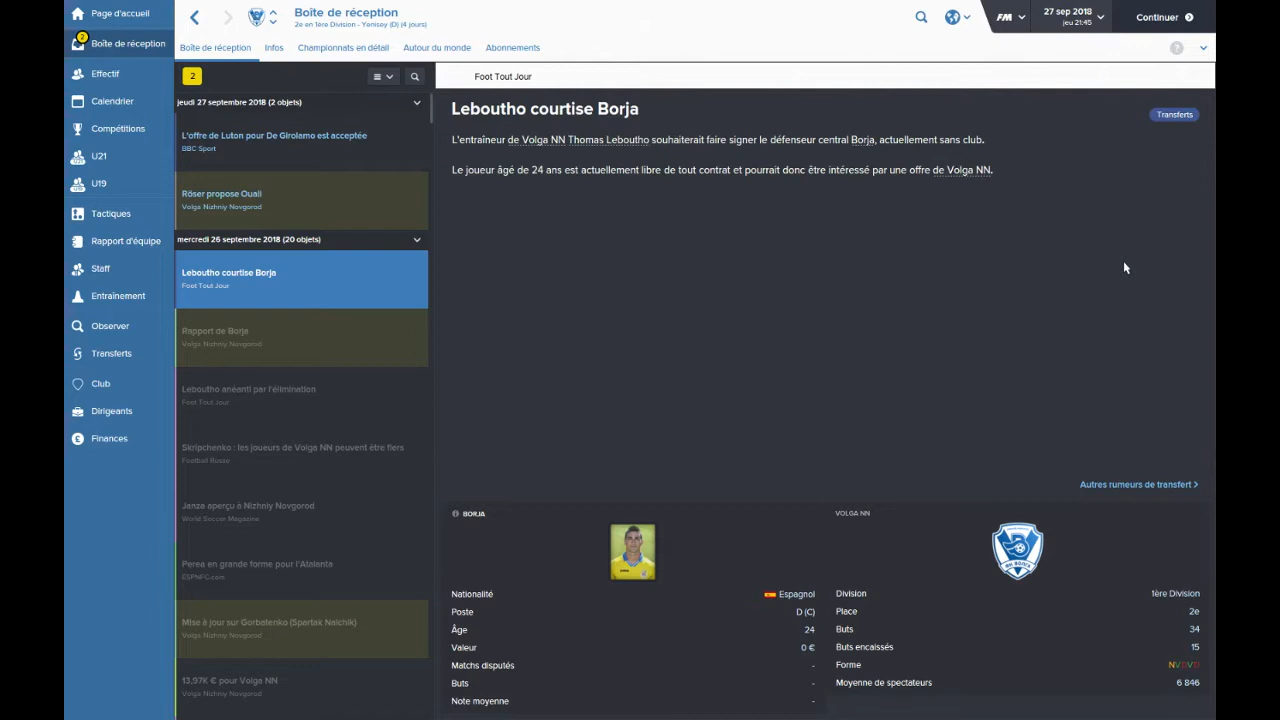 Page d'accueil
Boîte de réception
2
Effectif
Calendrier
Compétitions
U21
U19
Tactiques
Rapport d'équipe
Staff
Entraînement
Observer
Transferts
Club
Dirigeants
Finances
Boîte de réception
2e en 1ère Division - Yenisey (D) (4 jours)
FM
27 sep 2018
jeu 21:45
Continuer
Boîte de réception
Infos
Championnats en détail
Autour du monde
Abonnements
?
2
jeudi 27 septembre 2018 (2 objets)
L'offre de Luton pour De Girolamo est acceptée
BBC Sport
Röser propose Ouali
Volga Nizhniy Novgorod
mercredi 26 septembre 2018 (20 objets)
Leboutho courtise Borja
Foot Tout Jour
Rapport de Borja
Volga Nizhniy Novgorod
Leboutho anéanti par l'élimination
Foot Tout Jour
Skripchenko : les joueurs de Volga NN peuvent être fiers
Football Russe
Janza aperçu à Nizhniy Novgorod
World Soccer Magazine
Perea en grande forme pour l'Atalanta
ESPNFC.com
Mise à jour sur Gorbatenko (Spartak Nalchik)
Volga Nizhniy Novgorod
13,97K € pour Volga NN
Volga Nizhniy Novgorod
Foot Tout Jour
Leboutho courtise Borja
Transferts
L'entraîneur de Volga NN Thomas Leboutho souhaiterait faire signer le défenseur central Borja, actuellement sans club.
Le joueur âgé de 24 ans est actuellement libre de tout contrat et pourrait donc être intéressé par une offre de Volga NN.
Autres rumeurs de transfert
BORJA
Nationalité Espagnol
Poste D (C)
Âge 24
Valeur 0 €
Matchs disputés -
Buts -
Note moyenne -
VOLGA NN
Division 1ère Division
Place 2e
Buts 34
Buts encaissés 15
Forme NVDVD
Moyenne de spectateurs 6 846